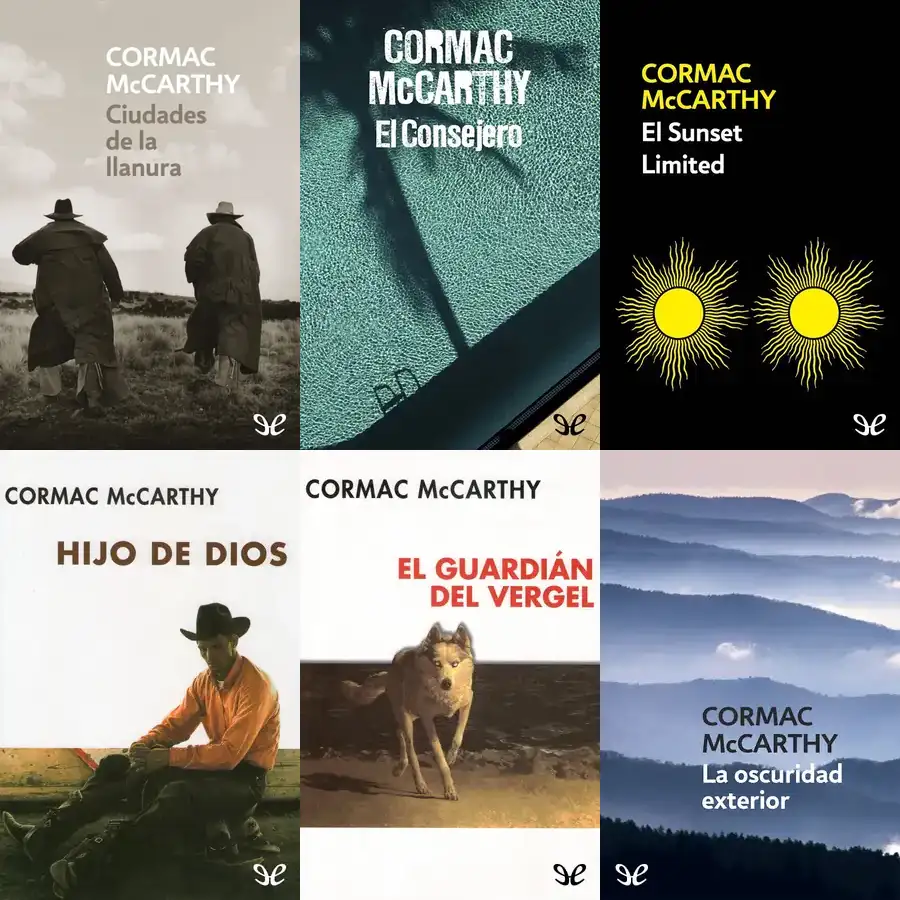 CORMAC
McCARTHY
Ciudades
de la
llanura
CORMAC
McCARTHY
El Consejero
CORMAC
McCARTHY
El Sunset
Limited
CORMAC McCARTHY
HIJO DE DIOS
CORMAC McCARTHY
EL GUARDIÁN
DEL VERGEL
CORMAC
McCARTHY
La oscuridad
exterior